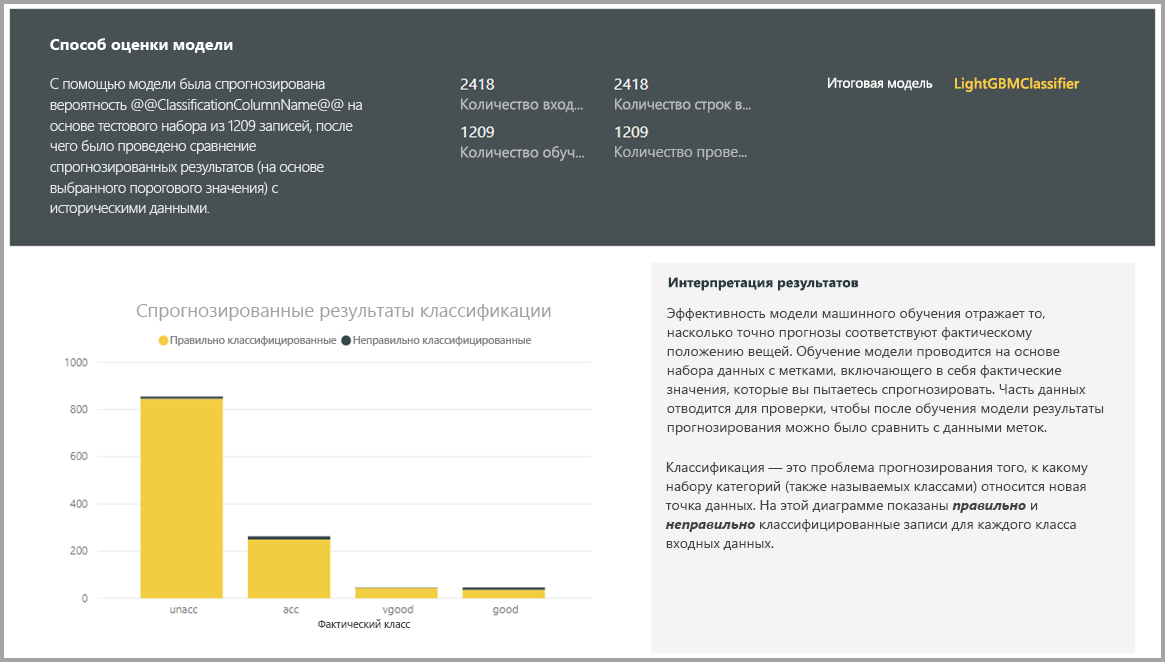 Способ оценки модели
С помощью модели была спрогнозирована
вероятность @@ClassificationColumnName@@ на
основе тестового набора из 1209 записей, после
чего было проведено сравнение
спрогнозированных результатов (на основе
выбранного порогового значения) с
историческими данными.
2418
Количество вход...
2418
Количество строк в...
1209
Количество обуч...
1209
Количество прове...
Итоговая модель LightGBMClassifier
Спрогнозированные результаты классификации
Правильно классифицированные Неправильно классифицированные
1000
800
600
400
200
0
unacc acc vgood good
Фактический класс
Интерпретация результатов
Эффективность модели машинного обучения отражает то,
насколько точно прогнозы соответствуют фактическому
положению вещей. Обучение модели проводится на основе
набора данных с метками, включающего в себя фактические
значения, которые вы пытаетесь спрогнозировать. Часть данных
отводится для проверки, чтобы после обучения модели результаты
прогнозирования можно было сравнить с данными меток.
Классификация — это проблема прогнозирования того, к какому
набору категорий (также называемых классами) относится новая
точка данных. На этой диаграмме показаны правильно и
неправильно классифицированные записи для каждого класса
входных данных.